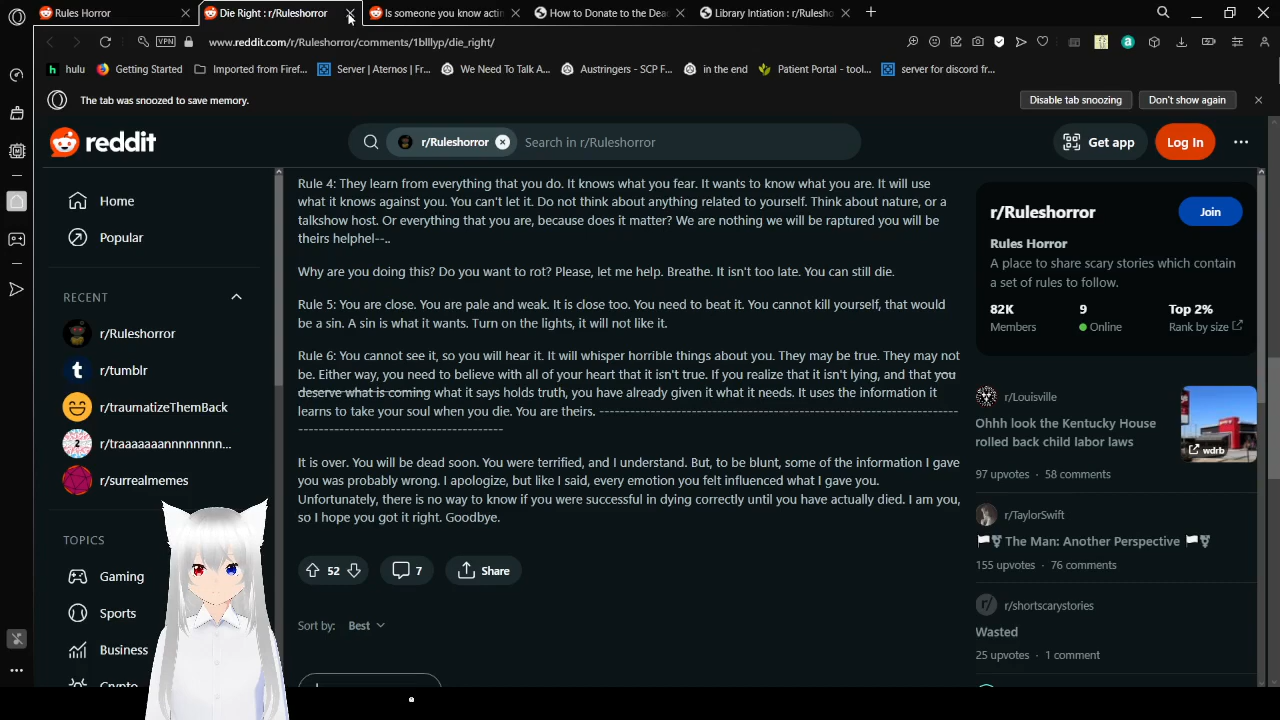 Rules Horror
Die Right : r/Ruleshorror
Is someone you know actin
How to Donate to the Dea
Library Intiation : r/Rulesho
VPN
www.reddit.com/r/Ruleshorror/comments/1blllyp/die_right/
hulu
Getting Started
Imported from Firef...
Server | Aternos | Fr...
We Need To Talk A...
Austringers - SCP F...
in the end
Patient Portal - tool...
server for discord fr...
The tab was snoozed to save memory.
Disable tab snoozing
Don't show again
reddit
r/Ruleshorror
Search in r/Ruleshorror
Get app
Log In
Home
Popular
RECENT
r/Ruleshorror
r/tumblr
r/traumatizeThemBack
r/traaaaaaannnnnnnn...
r/surrealmemes
TOPICS
Gaming
Sports
Business
Rule 4: They learn from everything that you do. It knows what you fear. It wants to know what you are. It will use
what it knows against you. You can't let it. Do not think about anything related to yourself. Think about nature, or a
talkshow host. Or everything that you are, because does it matter? We are nothing we will be raptured you will be
theirs helphel--..
Why are you doing this? Do you want to rot? Please, let me help. Breathe. It isn't too late. You can still die.
Rule 5: You are close. You are pale and weak. It is close too. You need to beat it. You cannot kill yourself, that would
be a sin. A sin is what it wants. Turn on the lights, it will not like it.
Rule 6: You cannot see it, so you will hear it. It will whisper horrible things about you. They may be true. They may not
be. Either way, you need to believe with all of your heart that it isn't true. If you realize that it isn't lying, and that you
deserve what is coming what it says holds truth, you have already given it what it needs. It uses the information it
learns to take your soul when you die. You are theirs. ---------------------------------------------------------------------
---------------------------------------
It is over. You will be dead soon. You were terrified, and I understand. But, to be blunt, some of the information I gave
you was probably wrong. I apologize, but like I said, every emotion you felt influenced what I gave you.
Unfortunately, there is no way to know if you were successful in dying correctly until you have actually died. I am you,
so I hope you got it right. Goodbye.
52
7
Share
Sort by:
Best
r/Ruleshorror
Join
Rules Horror
A place to share scary stories which contain
a set of rules to follow.
82K
9
Top 2%
Members
Online
Rank by size
r/Louisville
Ohhh look the Kentucky House
rolled back child labor laws
wdrb
97 upvotes · 58 comments
r/TaylorSwift
🏳️‍⚧️ The Man: Another Perspective 🏳️‍⚧️
155 upvotes · 76 comments
r/shortscarystories
Wasted
25 upvotes · 1 comment